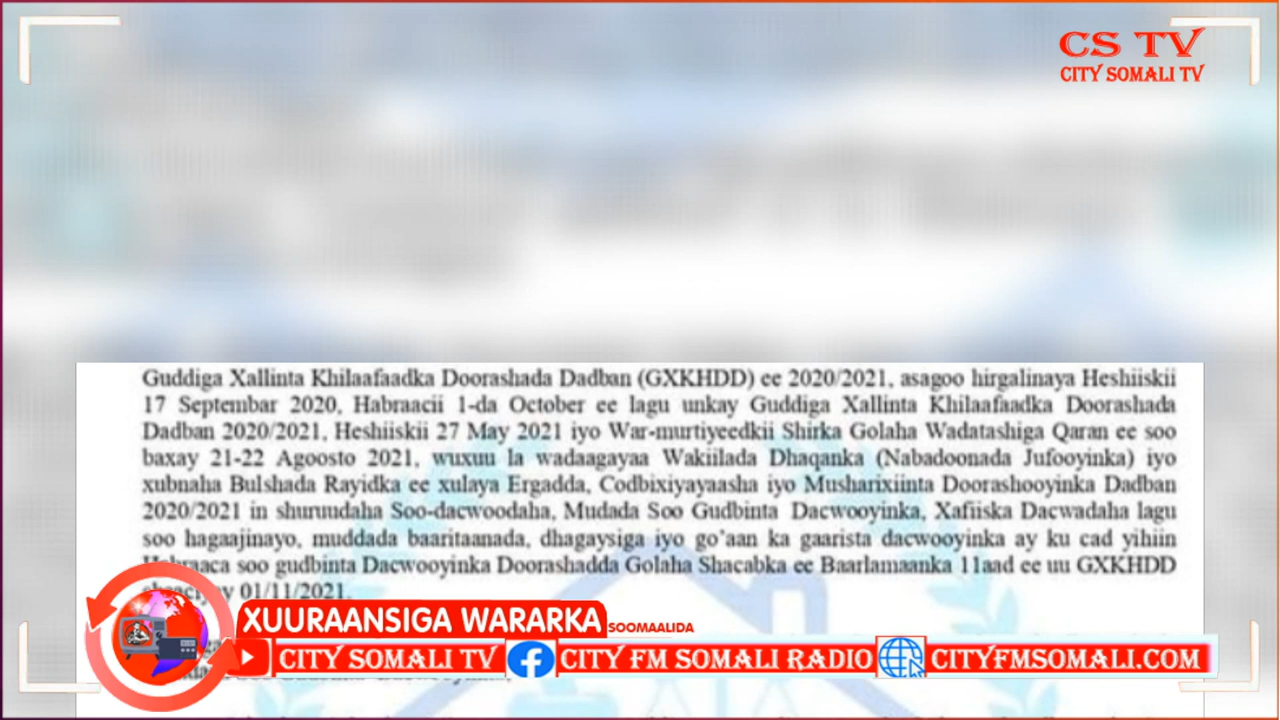 CS TV
CITY SOMALI TV
Guddiga Xallinta Khilaafaadka Doorashada Dadban (GXKHDD) ee 2020/2021, asagoo hirgalinaya Heshiiskii
17 Septembar 2020, Habraacii 1-da October ee lagu unkay Guddiga Xallinta Khilaafaadka Doorashada
Dadban 2020/2021, Heshiiskii 27 May 2021 iyo War-murtiyeedkii Shirka Golaha Wadatashiga Qaran ee soo
baxay 21-22 Agoosto 2021, wuxuu la wadaagayaa Wakiilada Dhaqanka (Nabadoonada Jufooyinka) iyo
xubnaha Bulshada Rayidka ee xulaya Ergadda, Codbixiyayaasha iyo Musharixiinta Doorashooyinka Dadban
2020/2021 in shuruudaha Soo-dacwoodaha, Mudada Soo Gudbinta Dacwooyinka, Xafiiska Dacwadaha lagu
soo hagaajinayo, muddada baaritaanada, dhagaysiga iyo go'aan ka gaarista dacwooyinka ay ku cad yihiin
Habraaca soo gudbinta Dacwooyinka Doorashadda Golaha Shacabka ee Baarlamaanka 11aad ee uu GXKHDD
01/11/2021.
XUURAANSIGA WARARKA
SOOMAALIDA
CITY SOMALI TV CITY FM SOMALI RADIO CITYFMSOMALI.COM